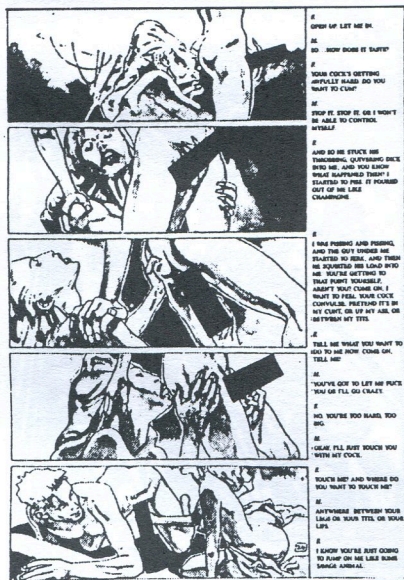 OPEN UP. LET ME IN.
M.
SO ...HOW DOES IT TASTE?
YOUR COCK'S GETTING
AWFULLY HARD. DO YOU
WANT TO CUM?
M.
STOP IT. STOP IT, OR I WON'T
BE ABLE TO CONTROL
MYSELF.
AND SO HE STUCK HIS
THROBBING, QUIVERING DICK
INTO ME, AND YOU KNOW
WHAT HAPPENED THEN? I
STARTED TO PISS. IT POURED
OUT OF ME LIKE
CHAMPAGNE.
I WAS PISSING AND PISSING,
AND THE GUY UNDER ME
STARTED TO JERK, AND THEN
HE SQUIRTED HIS LOAD INTO
ME. YOU'RE GETTING TO
THAT POINT YOURSELF,
AREN'T YOU? COME ON, I
WANT TO FEEL YOUR COCK
CONVULSE. PRETEND IT'S IN
MY CUNT, OR UP MY ASS, OR
BETWEEN MY TITS.
TELL ME WHAT YOU WANT TO
DO TO ME NOW. COME ON,
TELL ME!
M.
YOU'VE GOT TO LET ME FUCK
YOU OR I'LL GO CRAZY.
NO. YOU'RE TOO HARD, TOO
BIG.
M.
OKAY, I'LL JUST TOUCH YOU
WITH MY COCK.
TOUCH ME? AND WHERE DO
YOU WANT TO TOUCH ME?
M.
ANYWHERE. BETWEEN YOUR
LEGS OR YOUR TITS, OR YOUR
LIPS.
I KNOW YOU'RE JUST GOING
TO JUMP ON ME LIKE SOME
SAVAGE ANIMAL.